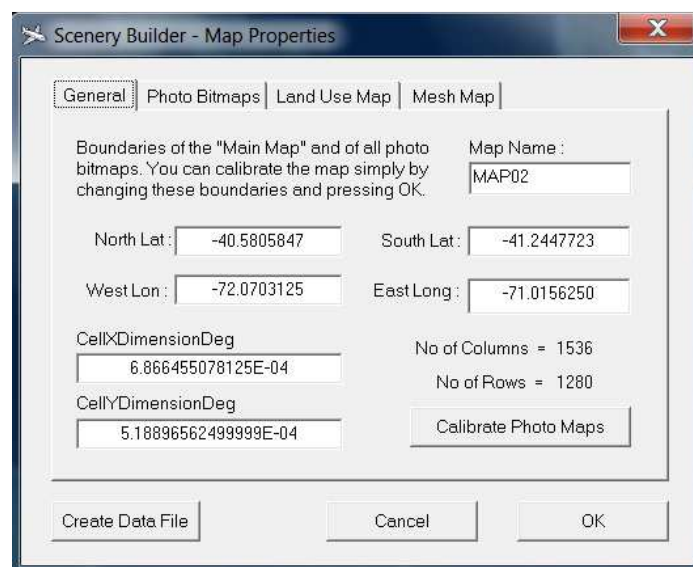 Scenery Builder - Map Properties
General
Photo Bitmaps
Land Use Map
Mesh Map
Boundaries of the "Main Map" and of all photo
bitmaps. You can calibrate the map simply by
changing these boundaries and pressing OK.
Map Name :
MAP02
North Lat : -40.5805847
South Lat : -41.2447723
West Lon : -72.0703125
East Long : -71.0156250
CellXDimensionDeg
6.866455078125E-04
No of Columns = 1536
No of Rows = 1280
CellYDimensionDeg
5.18896562499999E-04
Calibrate Photo Maps
Create Data File
Cancel
OK